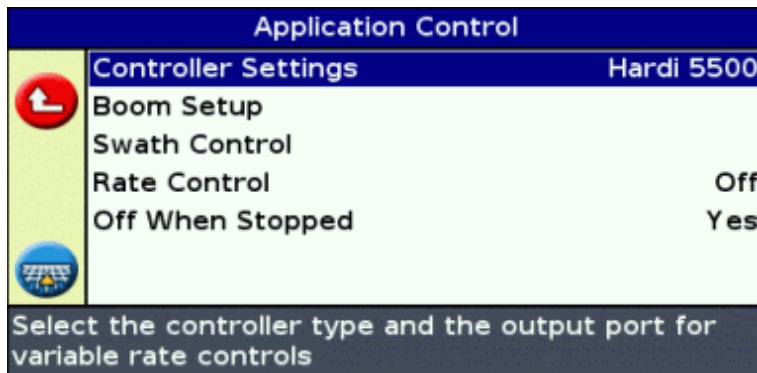 Application Control
Controller Settings Hardi 5500
Boom Setup
Swath Control
Rate Control Off
Off When Stopped Yes
Select the controller type and the output port for
variable rate controls